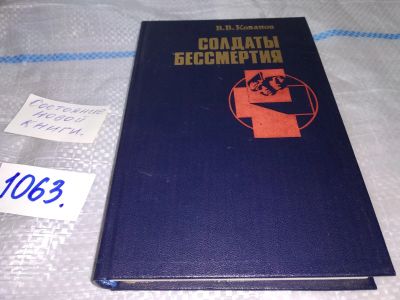 В. В. Кованов
СОЛДАТЫ
БЕССМЕРТИЯ
Состояние
новой
книги.
1063.